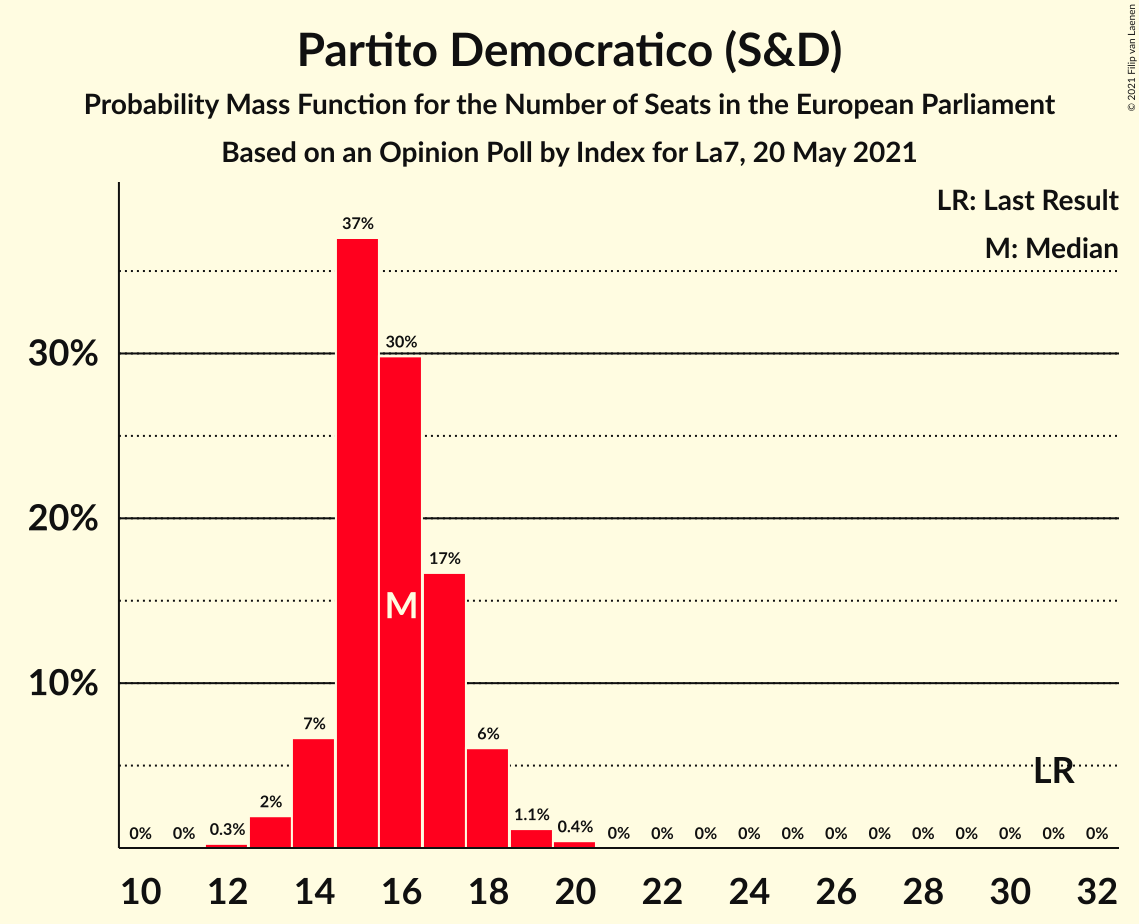 Partito Democratico (S&D)
Probability Mass Function for the Number of Seats in the European Parliament
Based on an Opinion Poll by Index for La7, 20 May 2021
© 2021 Filip van Laenen
LR: Last Result
M: Median
37%
30%
30%
20%
17%
M
10%
7%
6%
LR
2%
1.1%
0% 0% 0.3% 0.4% 0% 0% 0% 0% 0% 0% 0% 0% 0% 0% 0% 0%
10 12 14 16 18 20 22 24 26 28 30 32